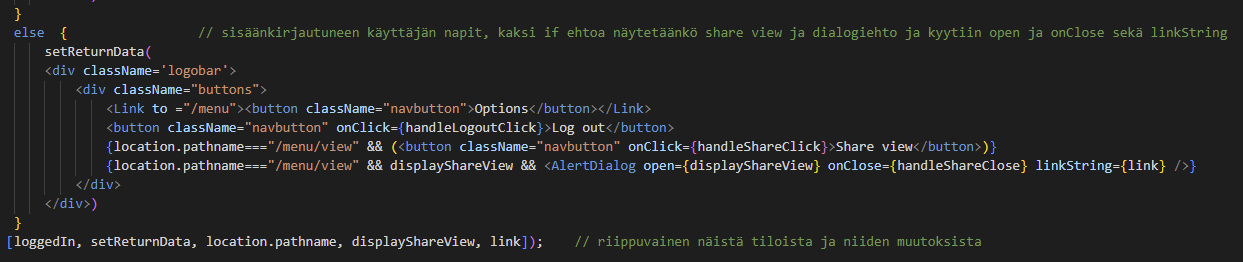 }
else  {                 // sisäänkirjautuneen käyttäjän napit, kaksi if ehtoa näytetäänkö share view ja dialogiehto ja kyytiin open ja onClose sekä linkString
    setReturnData(
    <div className='logobar'>
        <div className="buttons">
            <Link to ="/menu"><button className="navbutton">Options</button></Link>
            <button className="navbutton" onClick={handleLogoutClick}>Log out</button>
            {location.pathname==="/menu/view" && (<button className="navbutton" onClick={handleShareClick}>Share view</button>)}
            {location.pathname==="/menu/view" && displayShareView && <AlertDialog open={displayShareView} onClose={handleShareClose} linkString={link} />}
        </div>
    </div>)
}
[loggedIn, setReturnData, location.pathname, displayShareView, link]);    // riippuvainen näistä tiloista ja niiden muutoksista